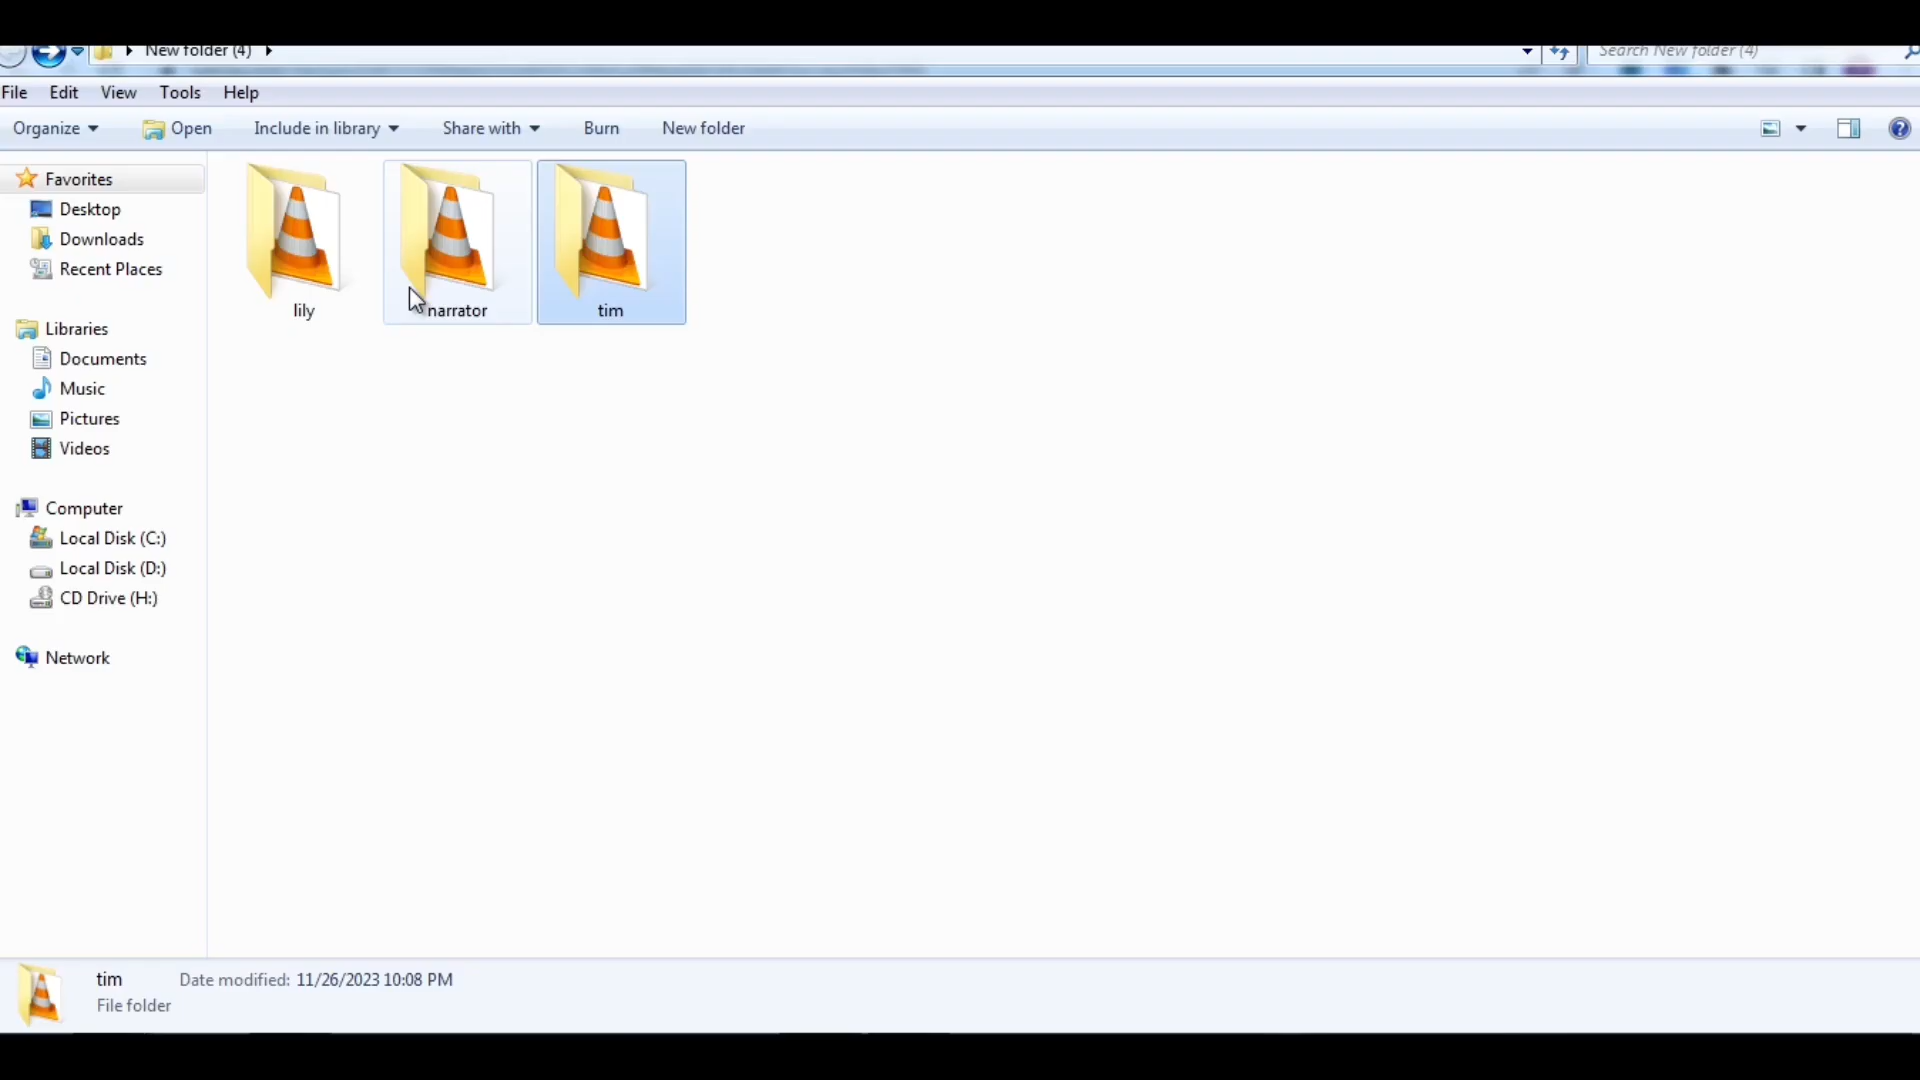 New folder (4)
Search New folder (4)
File Edit View Tools Help
Organize Open Include in library Share with Burn New folder
Favorites
Desktop
Downloads
Recent Places
Libraries
Documents
Music
Pictures
Videos
Computer
Local Disk (C:)
Local Disk (D:)
CD Drive (H:)
Network
lily narrator tim
tim Date modified: 11/26/2023 10:08 PM
File folder